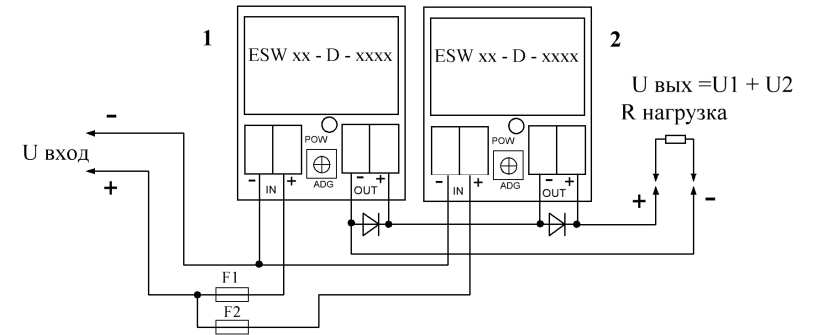 1
ESW xx - D - xxxx
POW
- IN +
ADG
- OUT +
2
ESW xx - D - xxxx
POW
- IN +
ADG
- OUT +
U вых =U1 + U2
R нагрузка
+ -
-
U вход
+
F1
F2